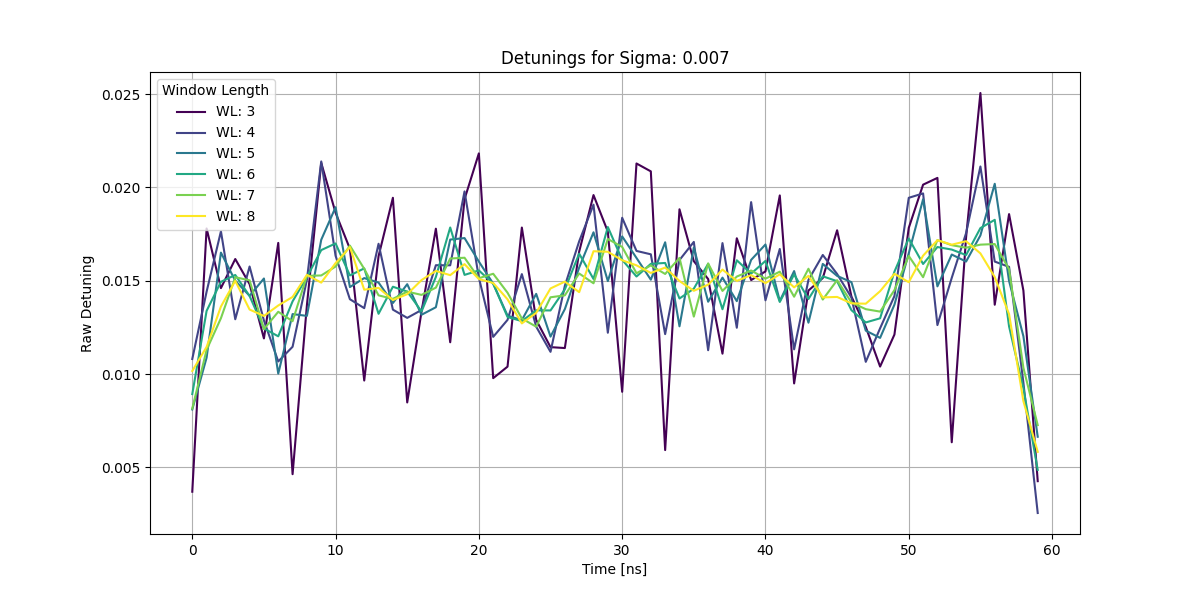 Detunings for Sigma: 0.007
Window Length
WL: 3
WL: 4
WL: 5
WL: 6
WL: 7
WL: 8
Raw Detuning
0.025
0.020
0.015
0.010
0.005
0 10 20 30 40 50 60
Time [ns]